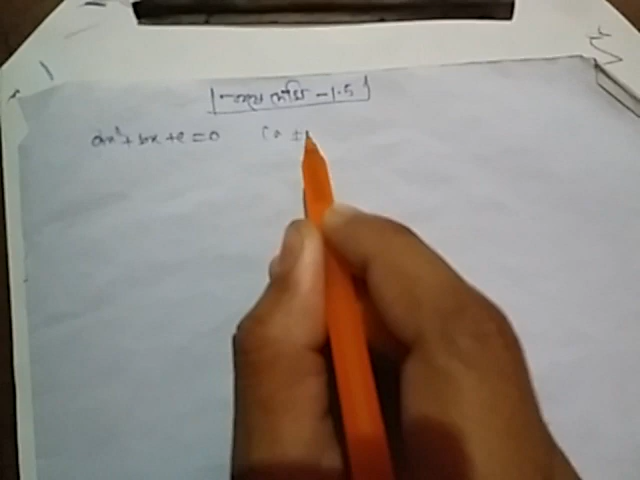 কষে দেখি – 1.5
ax² + bx + c = 0 (a ≠